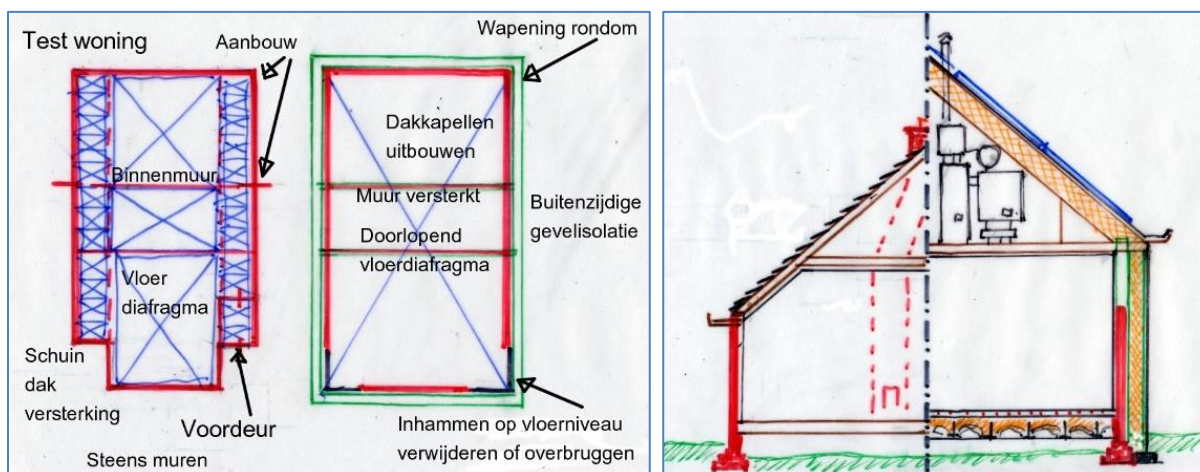 Test woning
Aanbouw
Wapening rondom
Dakkapellen
uitbouwen
Binnenmuur
Muur versterkt
Buitenzijdige
gevelisolatie
Doorlopend
vloerdiafragma
Vloer
diafragma
Schuin
dak
versterking
Voordeur
Inhammen op vloerniveau
verwijderen of overbruggen
Steens muren